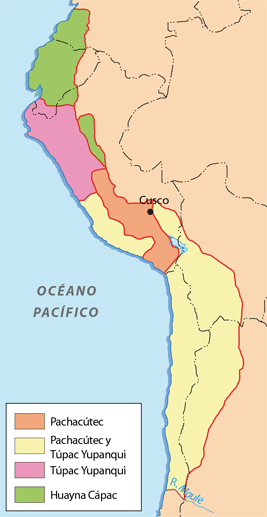 Cusco
OCÉANO
PACÍFICO
Pachacútec
Pachacútec y
Túpac Yupanqui
Túpac Yupanqui
Huayna Cápac
R. Maule